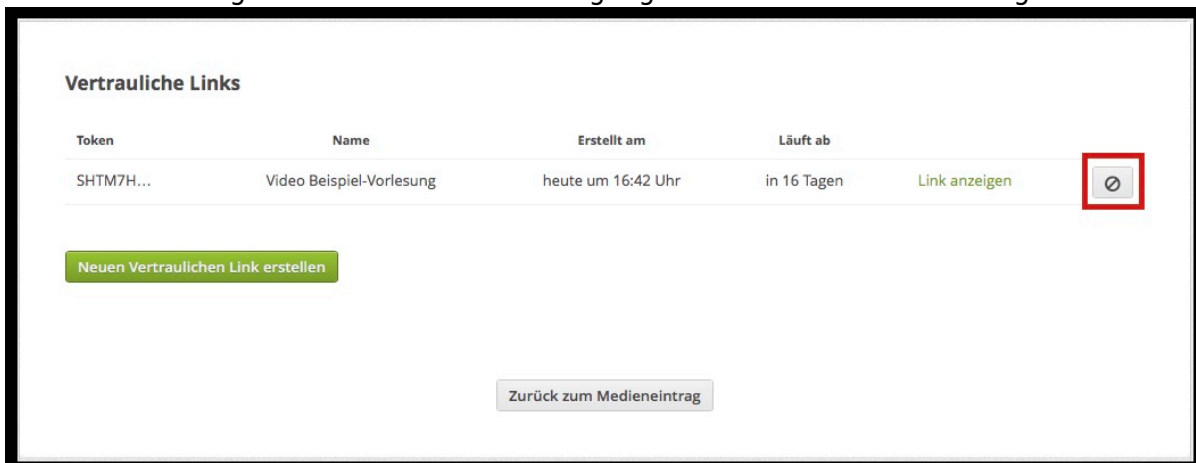 Vertrauliche Links
Token Name Erstellt am Läuft ab
SHTM7H... Video Beispiel-Vorlesung heute um 16:42 Uhr in 16 Tagen Link anzeigen
Neuen Vertraulichen Link erstellen
Zurück zum Medieneintrag